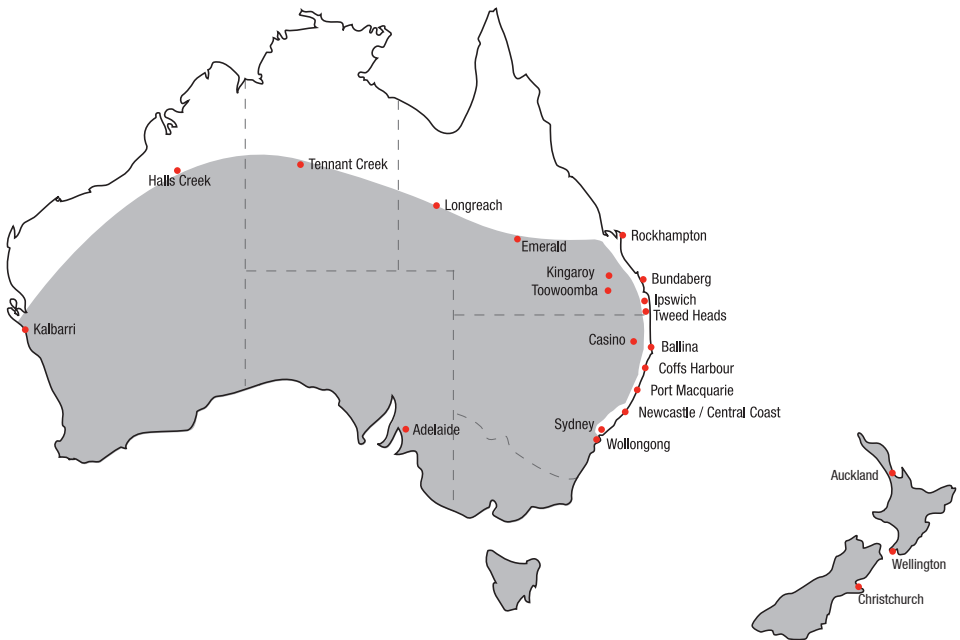 Tennant Creek
Halls Creek
Longreach
Rockhampton
Emerald
Kingaroy
Bundaberg
Toowoomba
Ipswich
Tweed Heads
Kalbarri
Casino
Ballina
Coffs Harbour
Port Macquarie
Newcastle / Central Coast
Sydney
Adelaide
Wollongong
Auckland
Wellington
Christchurch